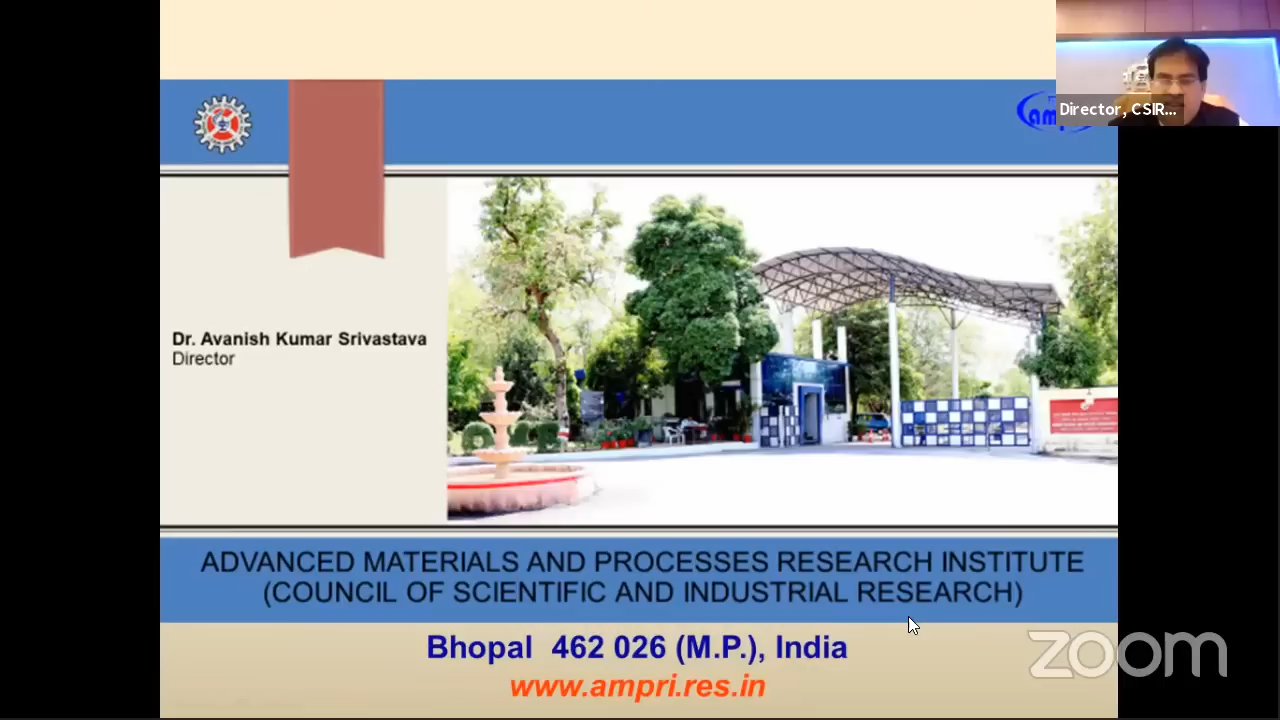 Director, CSIR...
Dr. Avanish Kumar Srivastava
Director
ADVANCED MATERIALS AND PROCESSES RESEARCH INSTITUTE
(COUNCIL OF SCIENTIFIC AND INDUSTRIAL RESEARCH)
Bhopal 462 026 (M.P.), India
www.ampri.res.in
zoom